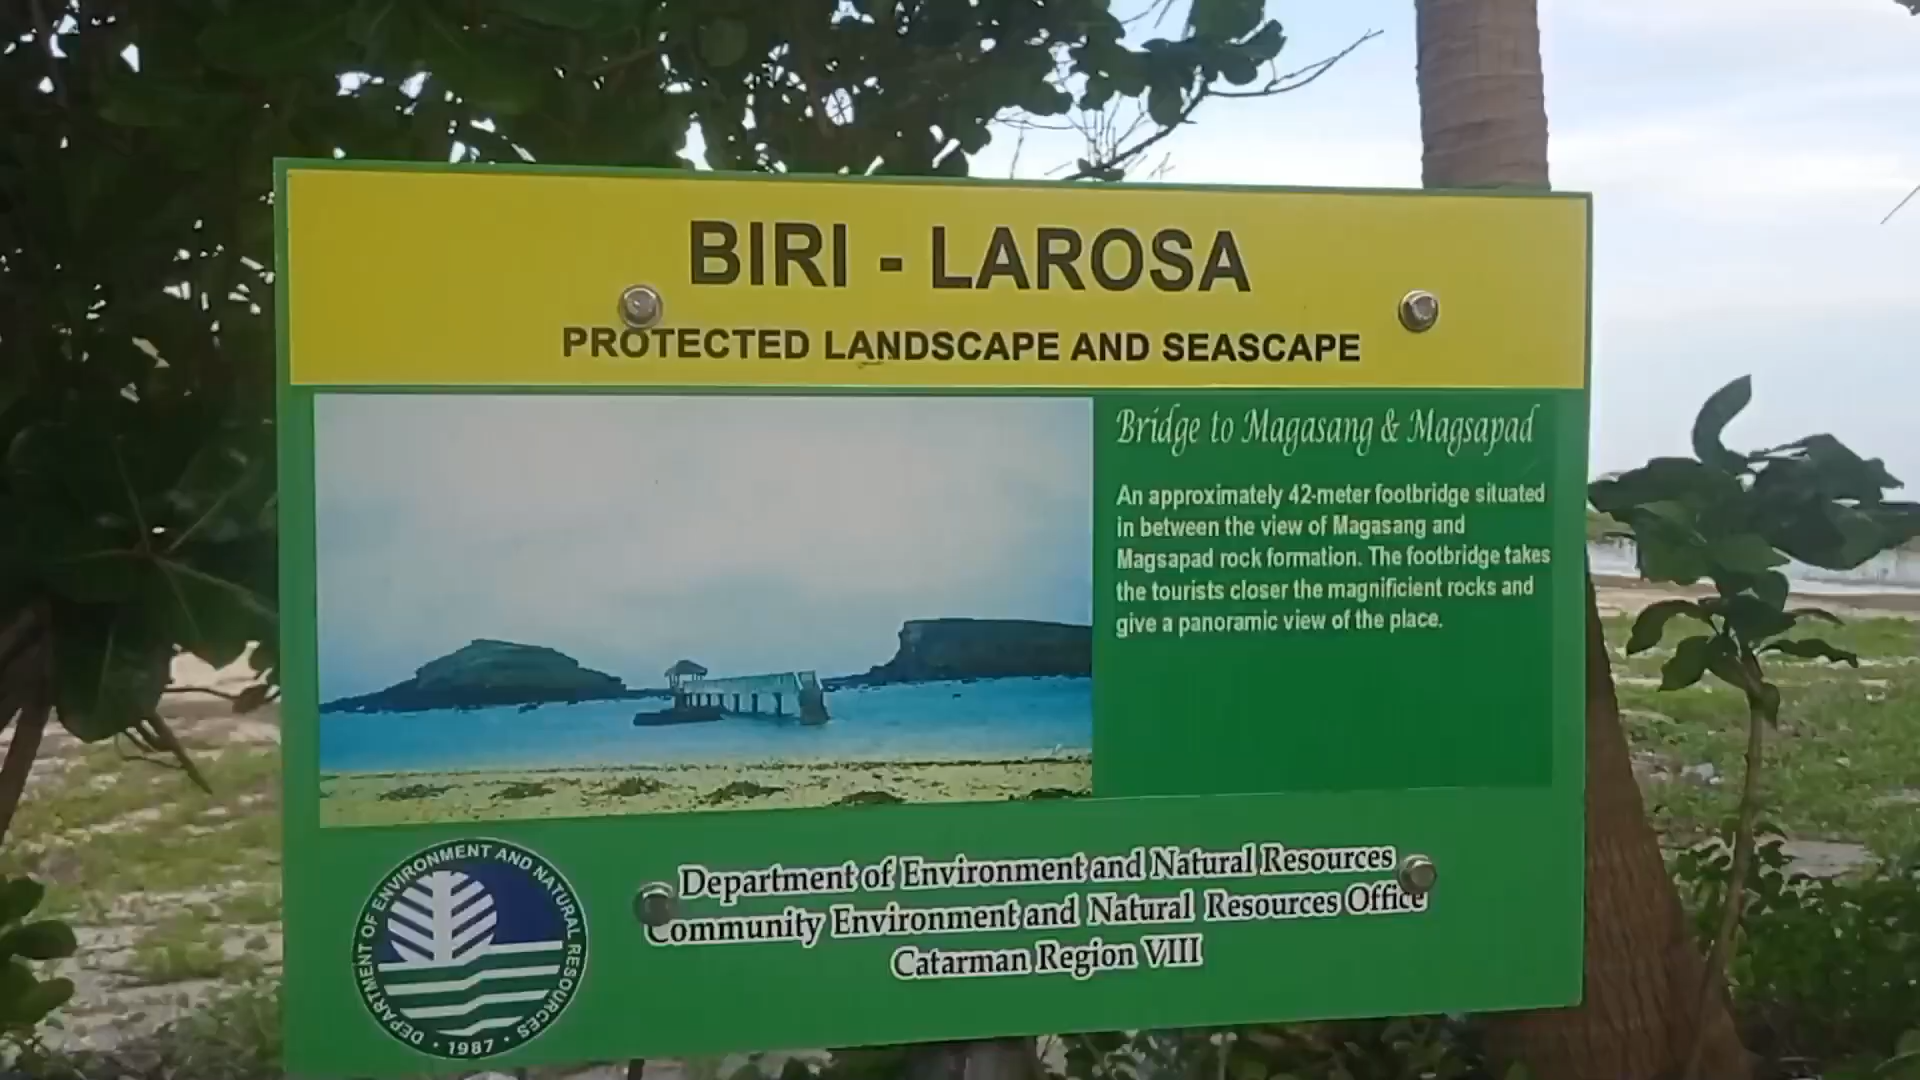 BIRI - LAROSA
PROTECTED LANDSCAPE AND SEASCAPE
Bridge to Magasang & Magsapad
An approximately 42-meter footbridge situated
in between the view of Magasang and
Magsapad rock formation. The footbridge takes
the tourists closer the magnificient rocks and
give a panoramic view of the place.
DEPARTMENT OF ENVIRONMENT AND NATURAL RESOURCES
• 1987 •
Department of Environment and Natural Resources
Community Environment and Natural Resources Office
Catarman Region VIII